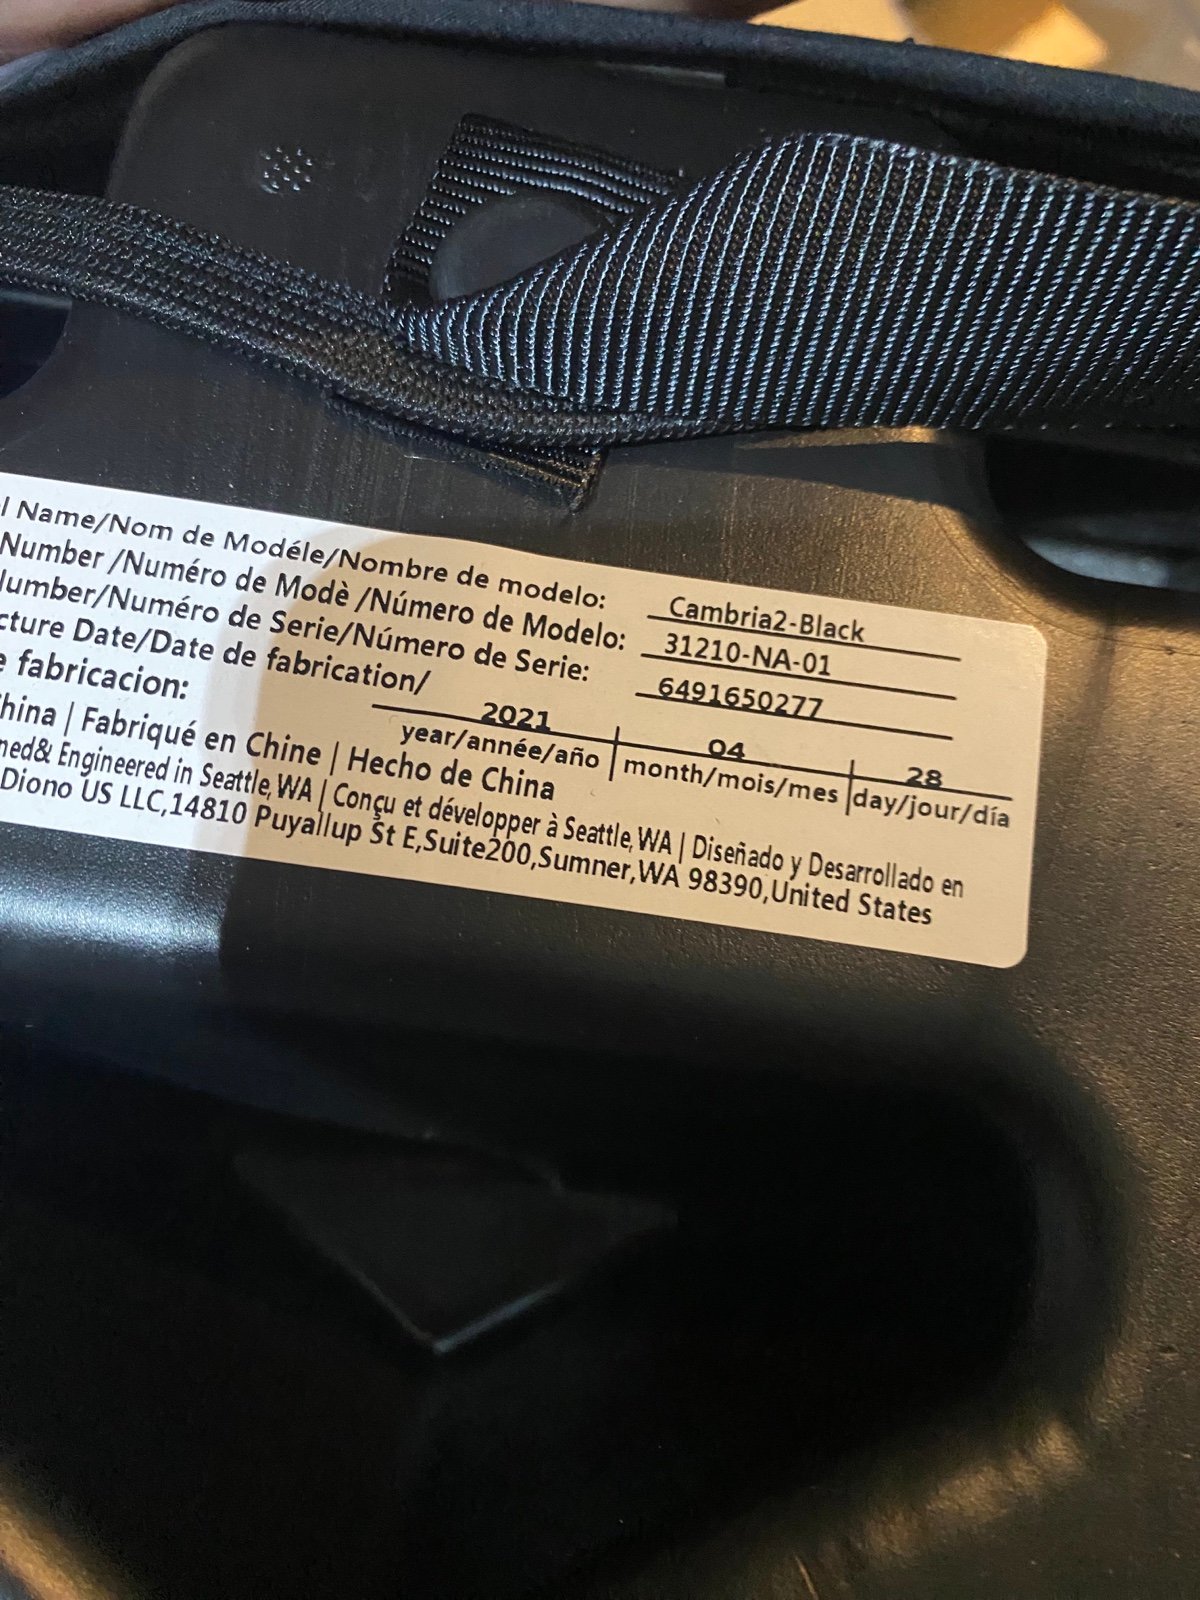 Name/Nom de Modéle/Nombre de modelo: Cambria2-Black
Number /Numéro de Modè /Número de Modelo: 31210-NA-01
umber/Numéro de Serie/Número de Serie: 6491650277
cture Date/Date de fabrication/
e fabricacion: 2021 04 28
year/année/año month/mois/mes day/jour/día
hina | Fabriqué en Chine | Hecho de China
ned& Engineered in Seattle,WA | Conçu et développer à Seattle,WA | Diseñado y Desarrollado en
Diono US LLC,14810 Puyallup St E,Suite200,Sumner,WA 98390,United States